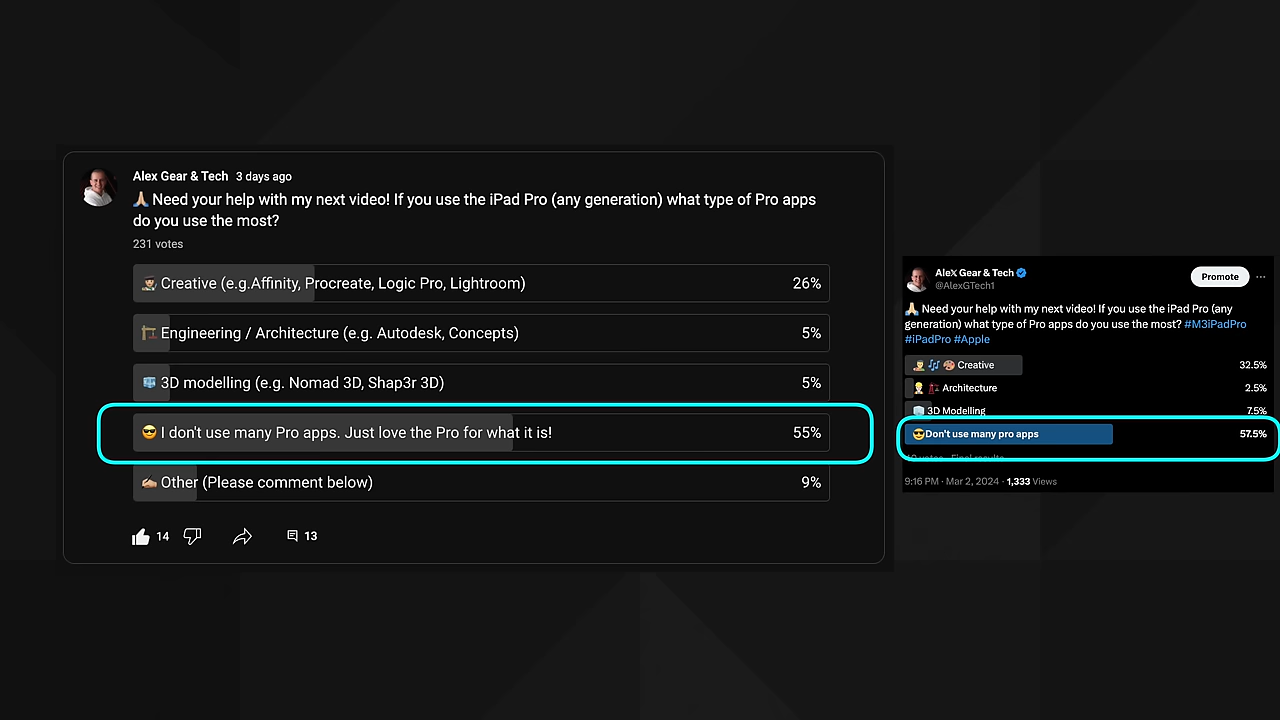 Alex Gear & Tech 3 days ago
🙏🏻 Need your help with my next video! If you use the iPad Pro (any generation) what type of Pro apps
do you use the most?
231 votes
Creative (e.g.Affinity, Procreate, Logic Pro, Lightroom) 26%
🏗️ Engineering / Architecture (e.g. Autodesk, Concepts) 5%
🧊 3D modelling (e.g. Nomad 3D, Shap3r 3D) 5%
😎 I don't use many Pro apps. Just love the Pro for what it is! 55%
✍🏼 Other (Please comment below) 9%
14 13
AleX Gear & Tech
Promote
@AlexGTech1
🙏🏻 Need your help with my next video! If you use the iPad Pro (any
generation) what type of Pro apps do you use the most? #M3iPadPro
#iPadPro #Apple
Creative 32.5%
Architecture 2.5%
🧊 3D Modelling 7.5%
😎Don't use many pro apps 57.5%
votes · Final results
9:16 PM · Mar 2, 2024 · 1,333 Views